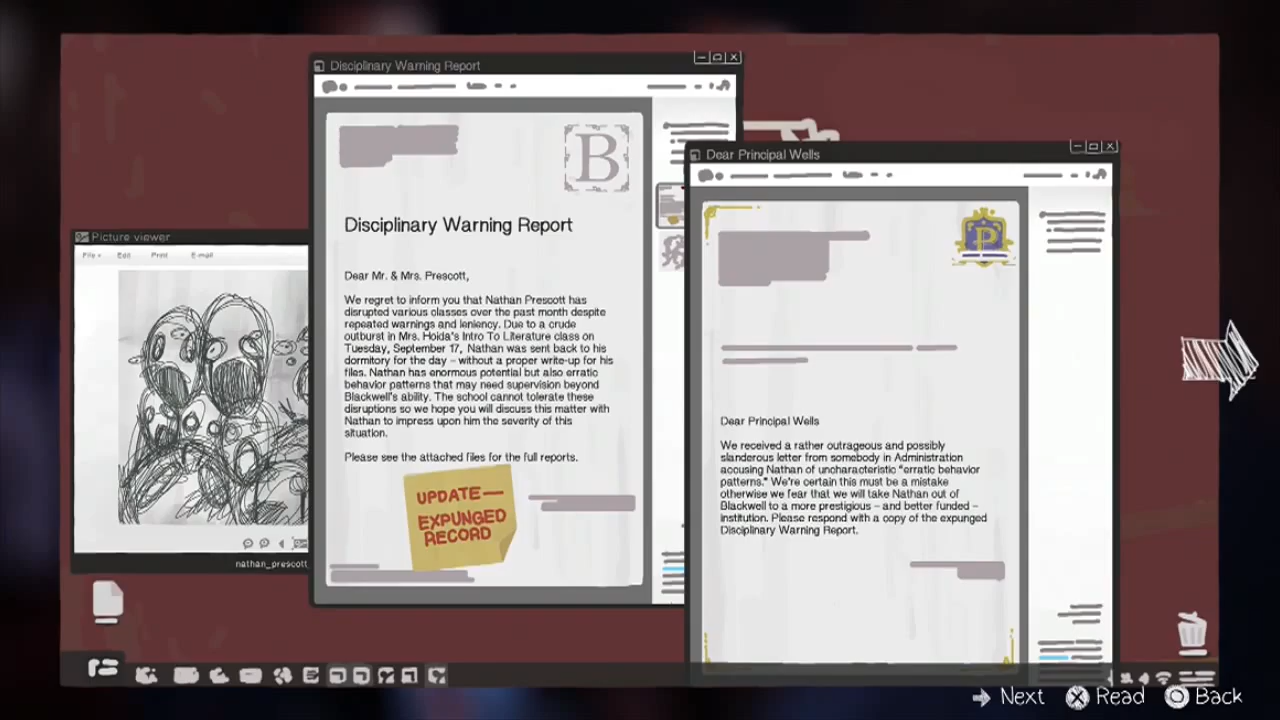 Disciplinary Warning Report
B
Disciplinary Warning Report
Dear Mr. & Mrs. Prescott,
We regret to inform you that Nathan Prescott has
disrupted various classes over the past month despite
repeated warnings and leniency. Due to a crude
outburst in Mrs. Hoida's Intro To Literature class on
Tuesday, September 17, Nathan was sent back to his
dormitory for the day – without a proper write-up for his
files. Nathan has enormous potential but also erratic
behavior patterns that may need supervision beyond
Blackwell's ability. The school cannot tolerate these
disruptions so we hope you will discuss this matter with
Nathan to impress upon him the severity of this
situation.
Please see the attached files for the full reports.
UPDATE—
EXPUNGED
RECORD
Dear Principal Wells
P
Dear Principal Wells
We received a rather outrageous and possibly
slanderous letter from somebody in Administration
accusing Nathan of uncharacteristic "erratic behavior
patterns." We're certain this must be a mistake
otherwise we fear that we will take Nathan out of
Blackwell to a more prestigious – and better funded –
institution. Please respond with a copy of the expunged
Disciplinary Warning Report.
Picture viewer
File Edit Print E-mail
nathan_prescott_
Next Read Back